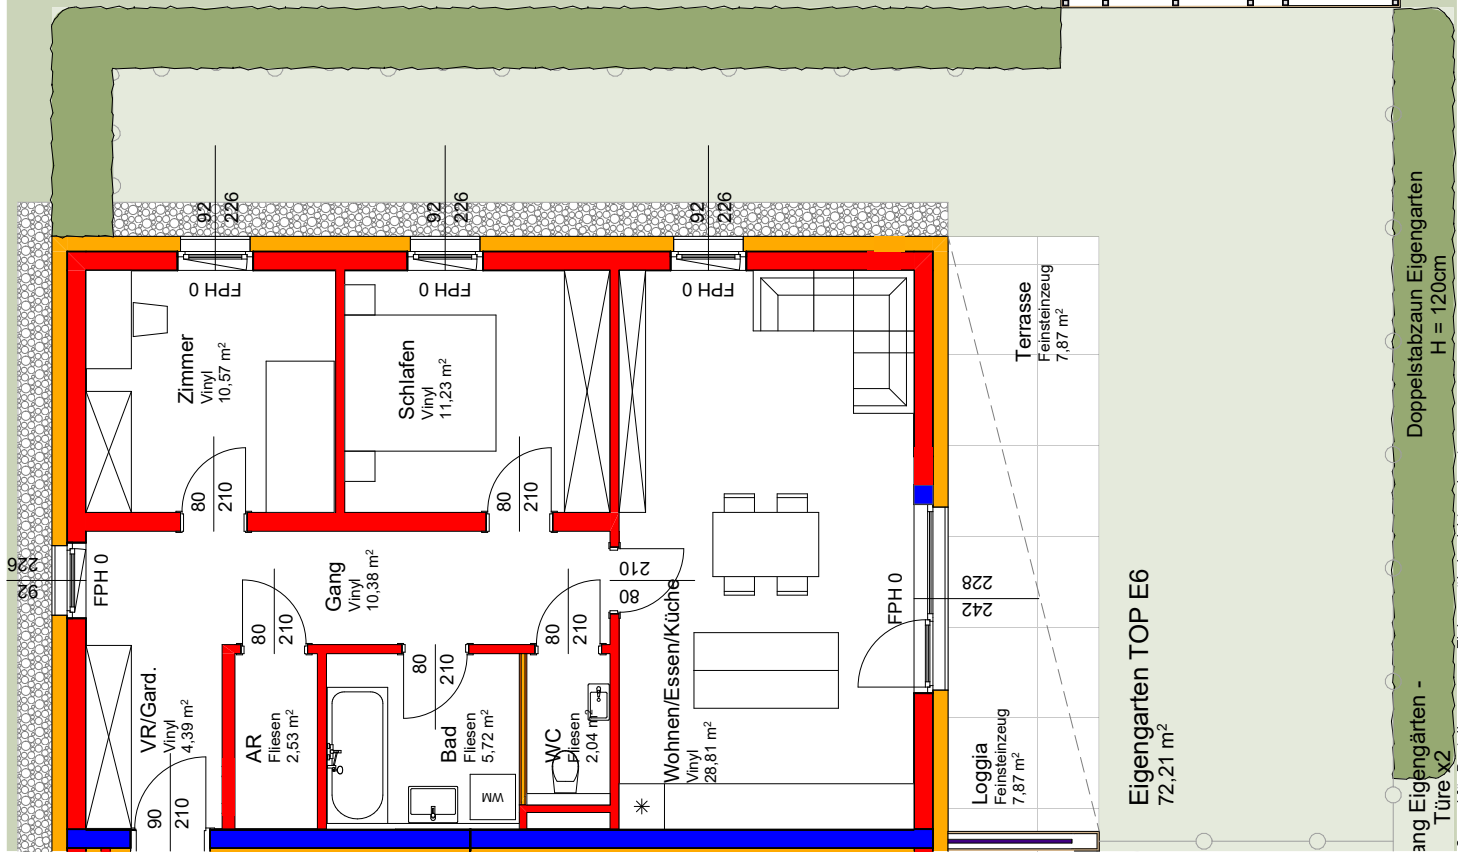 92
226
92
226
92
226
FPH 0
FPH 0
FPH 0
Zimmer
Vinyl
10,57 m²
Schlafen
Vinyl
11,23 m²
80
210
80
210
226
92
FPH 0
Gang
Vinyl
10,38 m²
80
210
80
210
80
210
210
80
VR/Gard.
Vinyl
4,39 m²
90
210
AR
Fliesen
2,53 m²
Bad
Fliesen
5,72 m²
WM
WC
Fliesen
2,04 m²
Wohnen/Essen/Küche
Vinyl
28,81 m²
FPH 0
228
242
Terrasse
Feinsteinzeug
7,87 m²
Loggia
Feinsteinzeug
7,87 m²
Eigengarten TOP E6
72,21 m²
Doppelstabzaun Eigengarten
H = 120cm
ang Eigengärten -
Türe x2